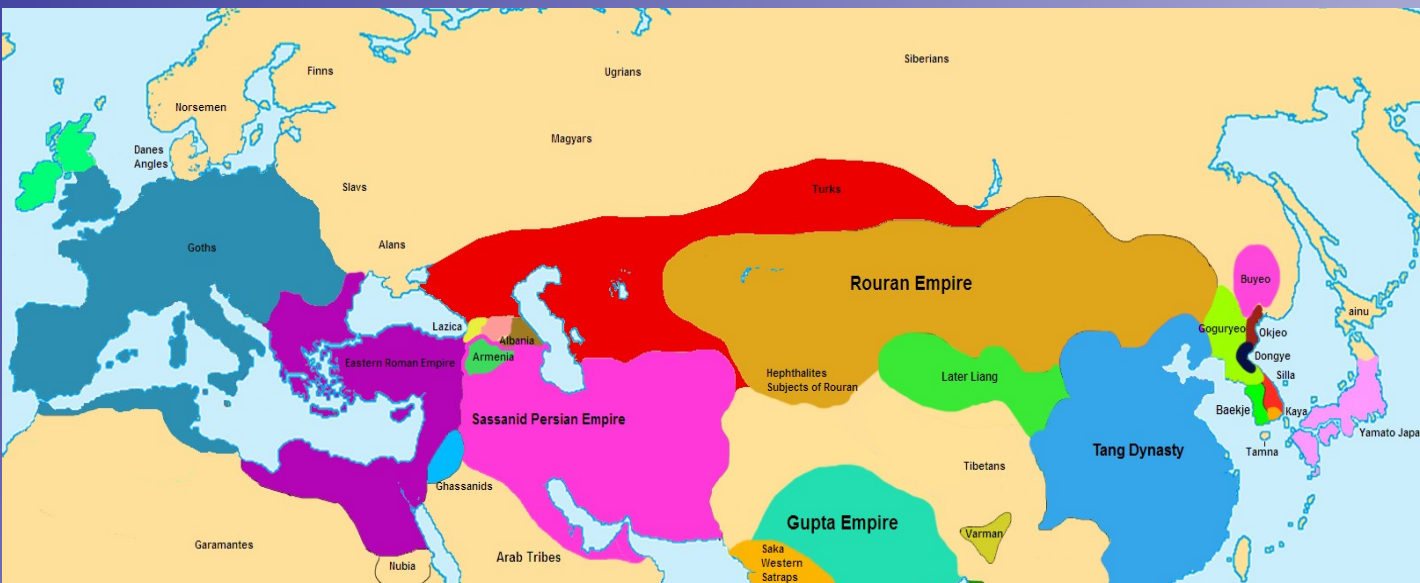 Siberians
Finns
Ugrians
Norsemen
Magyars
Danes
Angles
Slavs
Turks
Alans
Goths
Rouran Empire
Buyeo
ainu
Lazica
Albania
Goguryeo
Okjeo
Armenia
Dongye
Eastern Roman Empire
Hephthalites
Subjects of Rouran
Later Liang
Silla
Baekje
Kaya
Sassanid Persian Empire
Yamato Japa
Tang Dynasty
Tamna
Tibetans
Ghassanids
Gupta Empire
Varman
Garamantes
Arab Tribes
Saka
Western
Satraps
Nubia